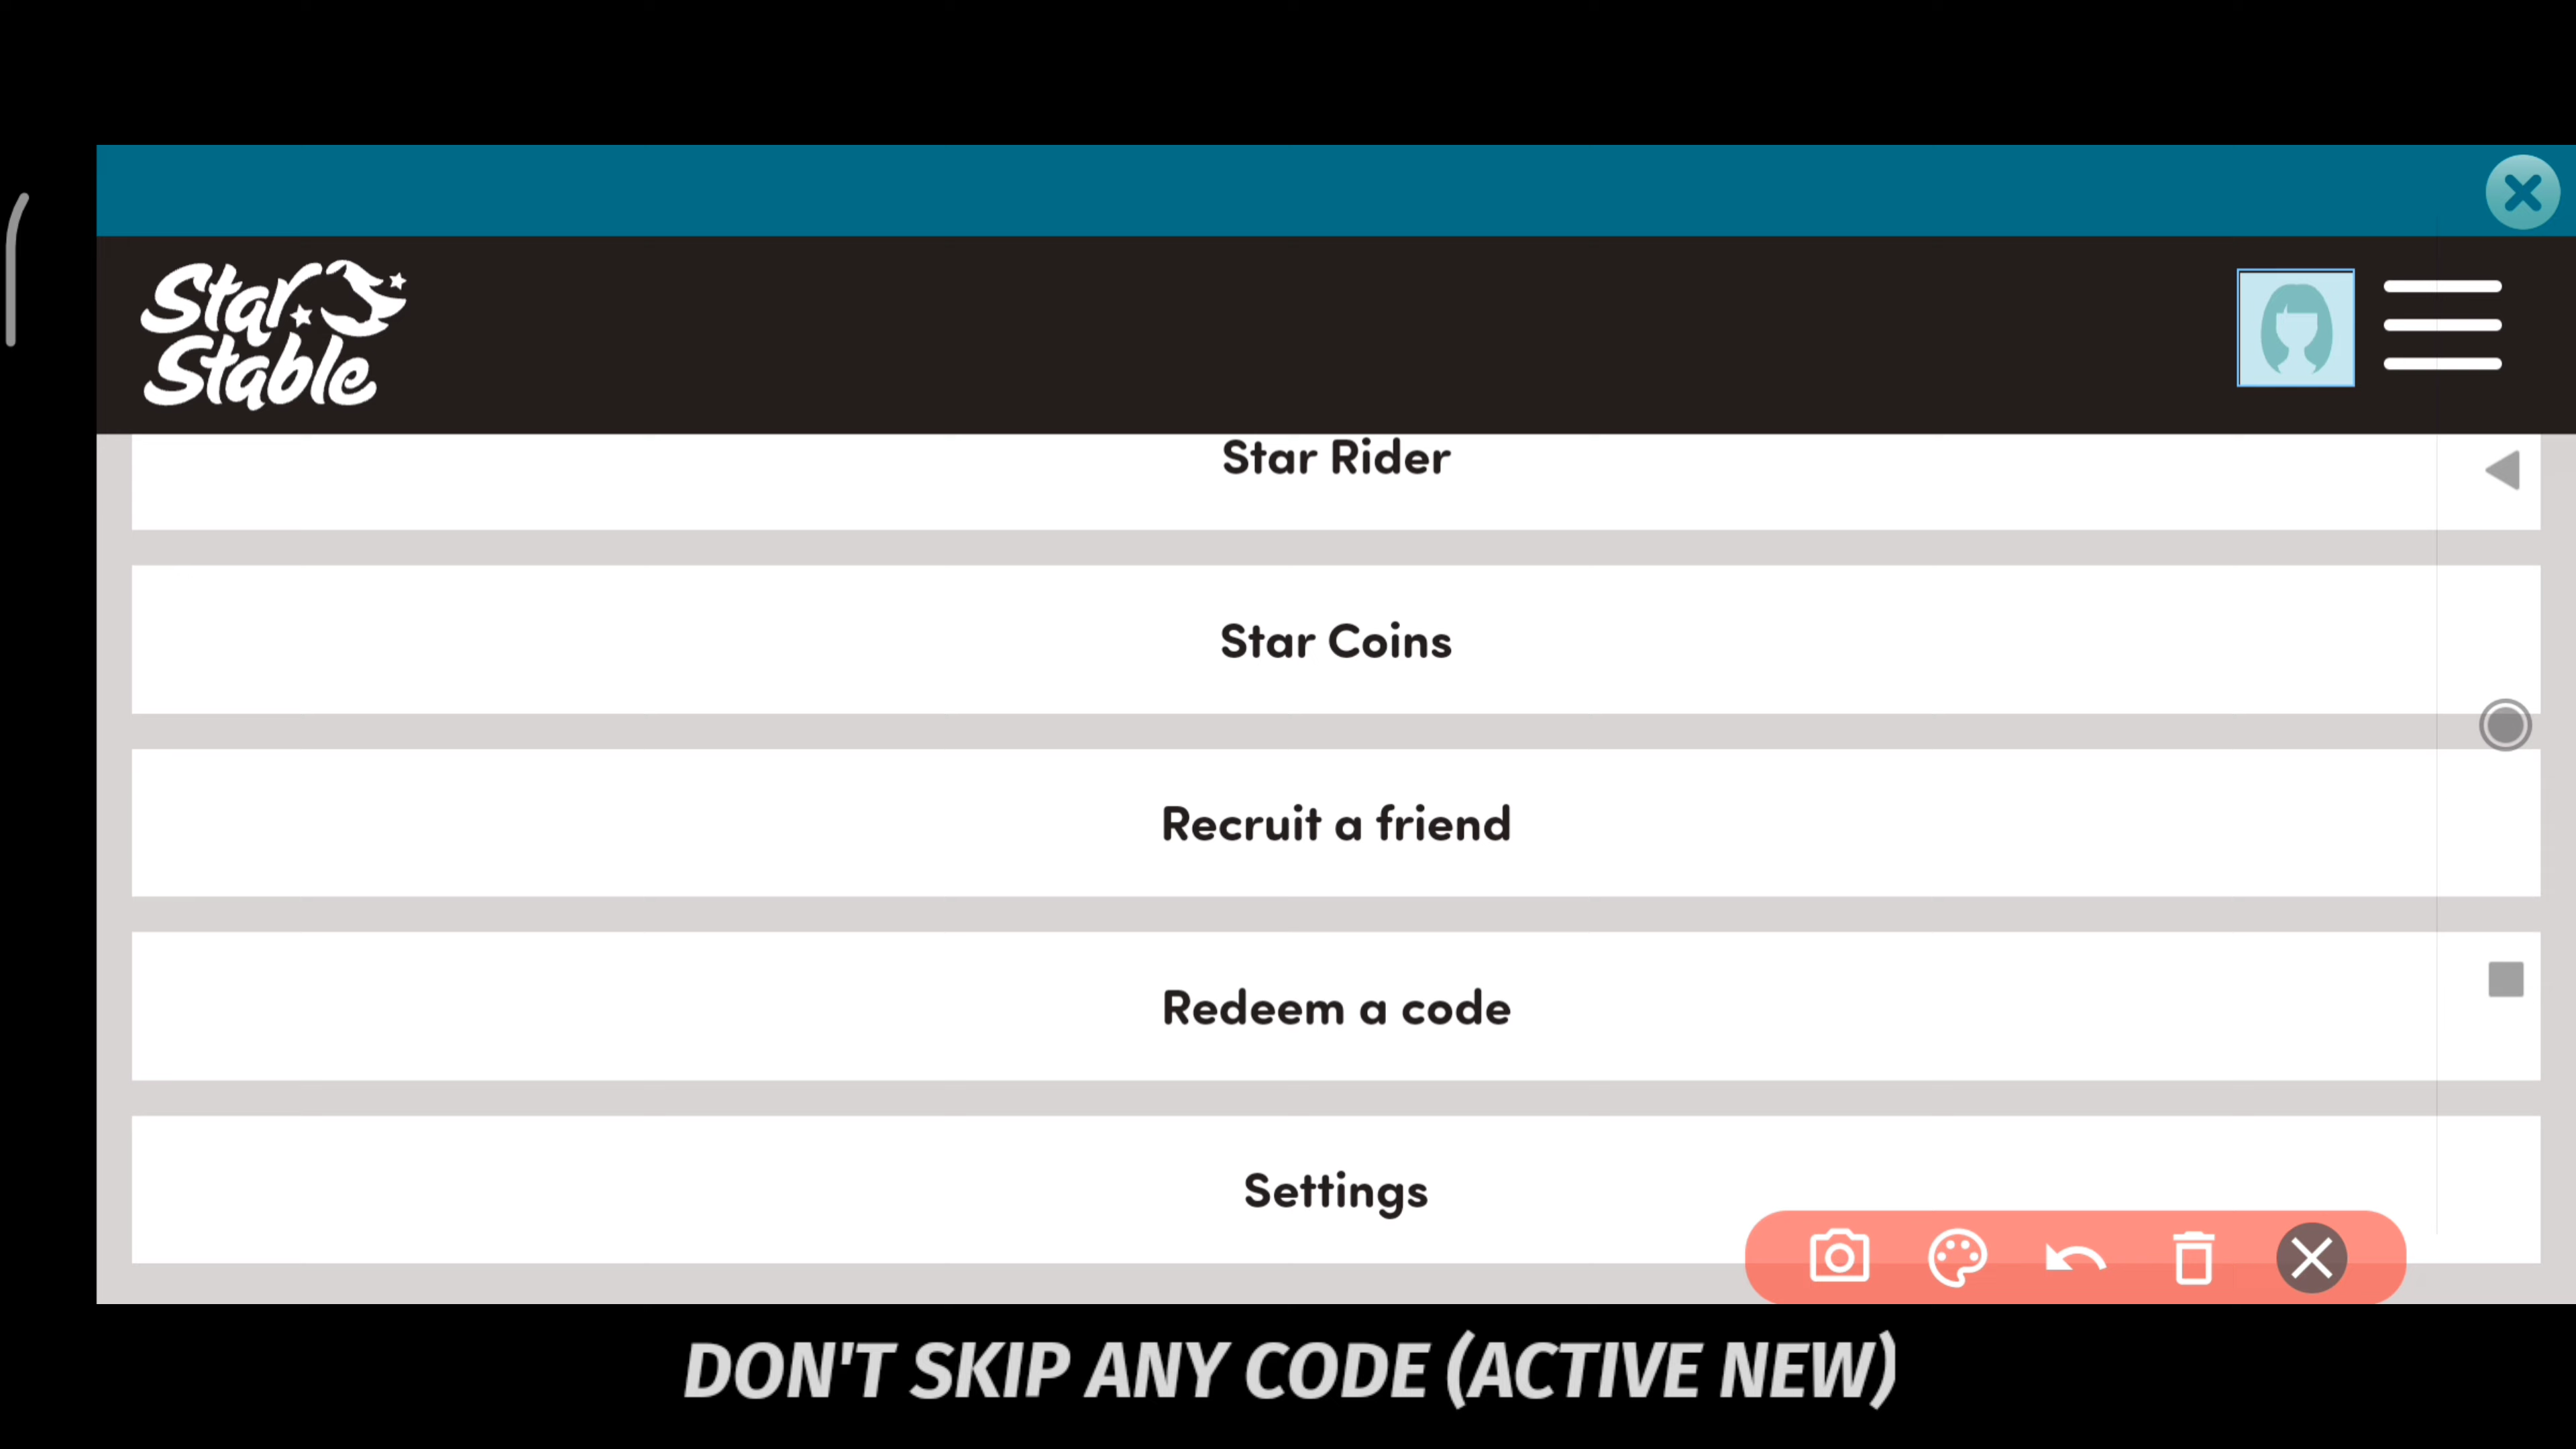 Star
Stable
Star Rider
Star Coins
Recruit a friend
Redeem a code
Settings
DON'T SKIP ANY CODE (ACTIVE NEW)